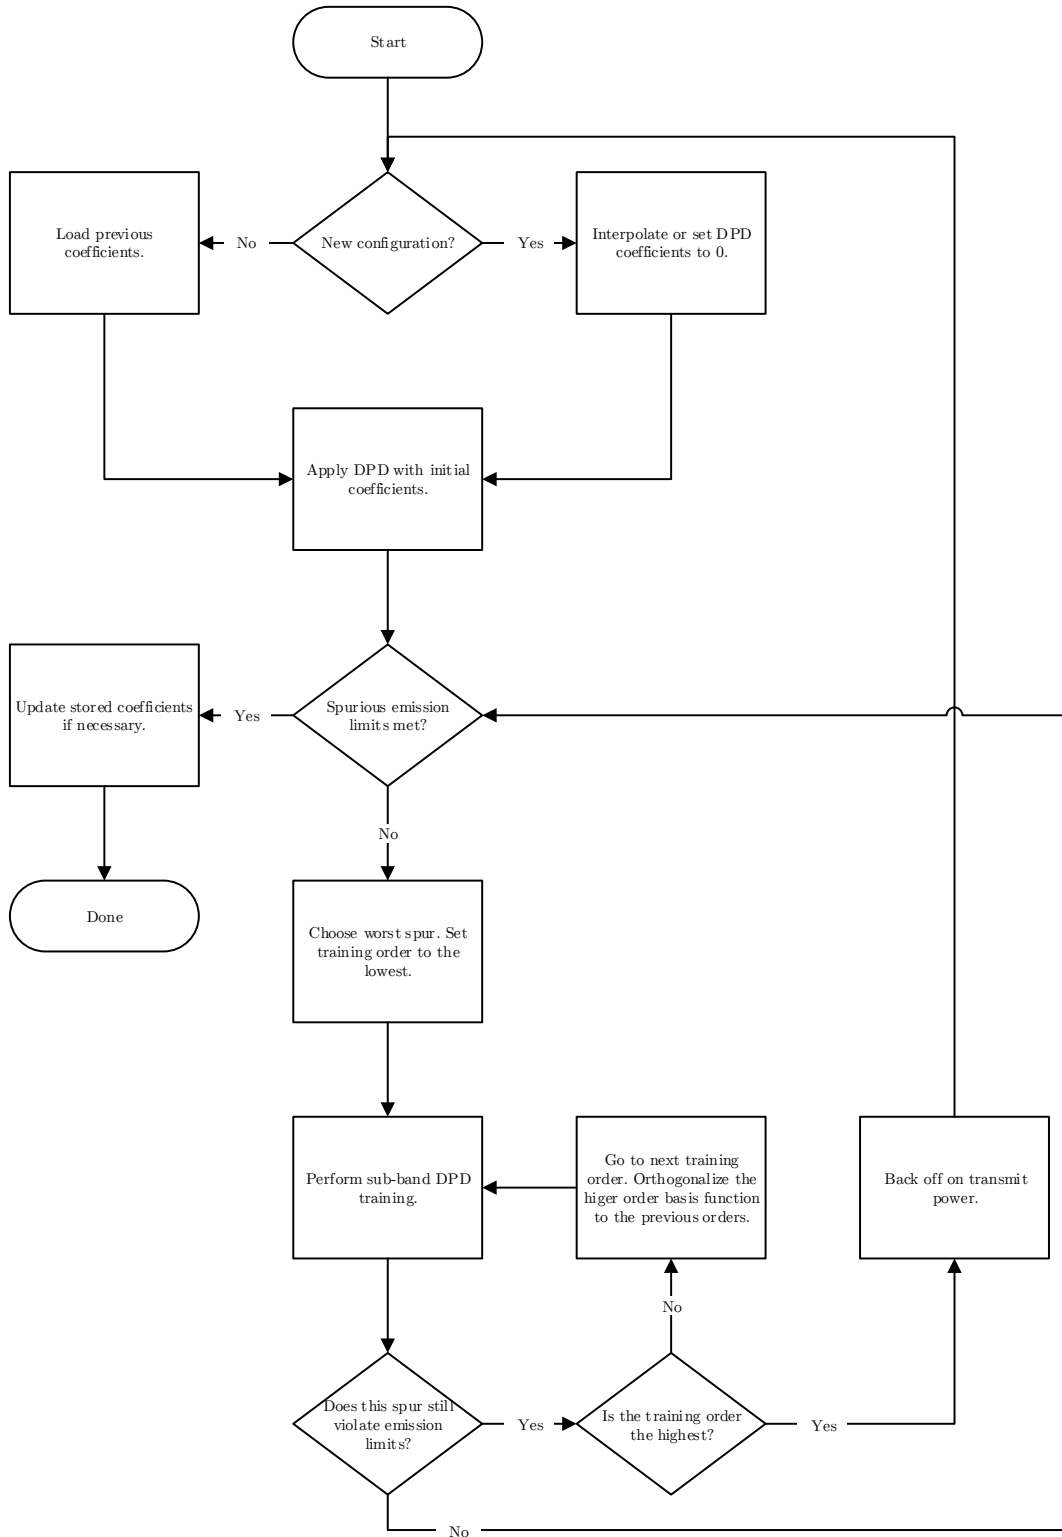 Start
Load previous
coefficients.
No
New configuration?
Yes
Interpolate or set DPD
coefficients to 0.
Apply DPD with initial
coefficients.
Update stored coefficients
if necessary.
Yes
Spurious emission
limits met?
No
Done
Choose worst spur. Set
training order to the
lowest.
Perform sub-band DPD
training.
Go to next training
order. Orthogonalize the
higer order basis function
to the previous orders.
Back off on transmit
power.
No
Does this spur still
violate emission
limits?
Yes
Is the training order
the highest?
Yes
No